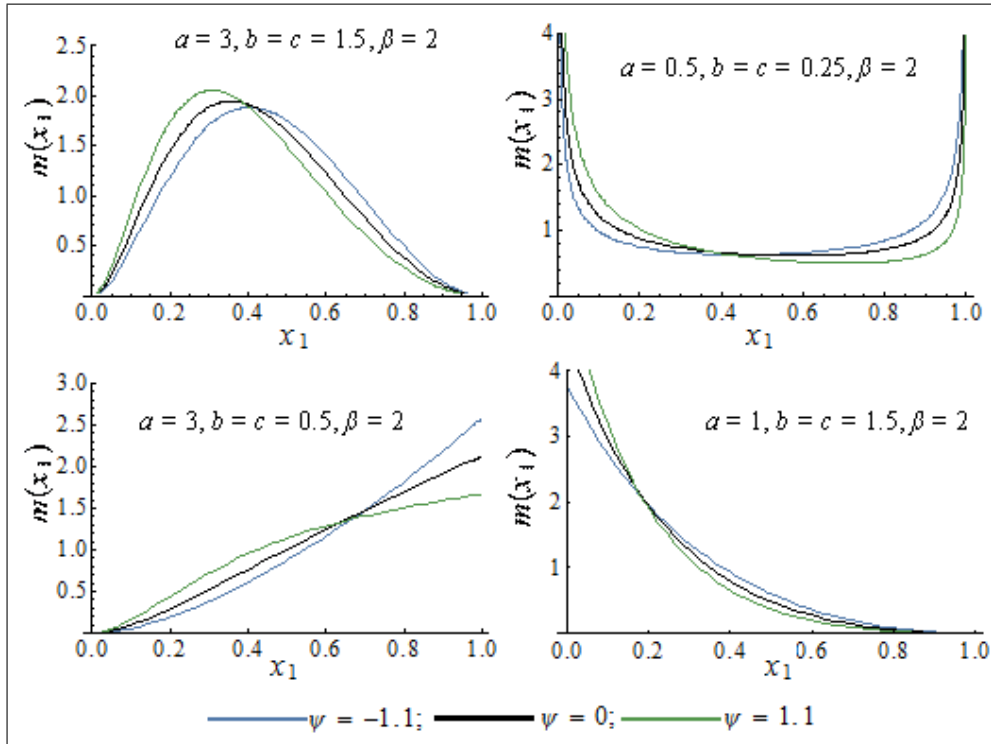 a = 3, b = c = 1.5, β = 2
m(x₁)
2.5
2.0
1.5
1.0
0.5
0.0 0.2 0.4 0.6 0.8 1.0
x₁
a = 0.5, b = c = 0.25, β = 2
m(x₁)
4
3
2
1
0.0 0.2 0.4 0.6 0.8 1.0
x₁
a = 3, b = c = 0.5, β = 2
m(x₁)
3.0
2.5
2.0
1.5
1.0
0.5
0.0 0.2 0.4 0.6 0.8 1.0
x₁
a = 1, b = c = 1.5, β = 2
m(x₁)
4
3
2
1
0.0 0.2 0.4 0.6 0.8 1.0
x₁
ψ = −1.1; ψ = 0; ψ = 1.1